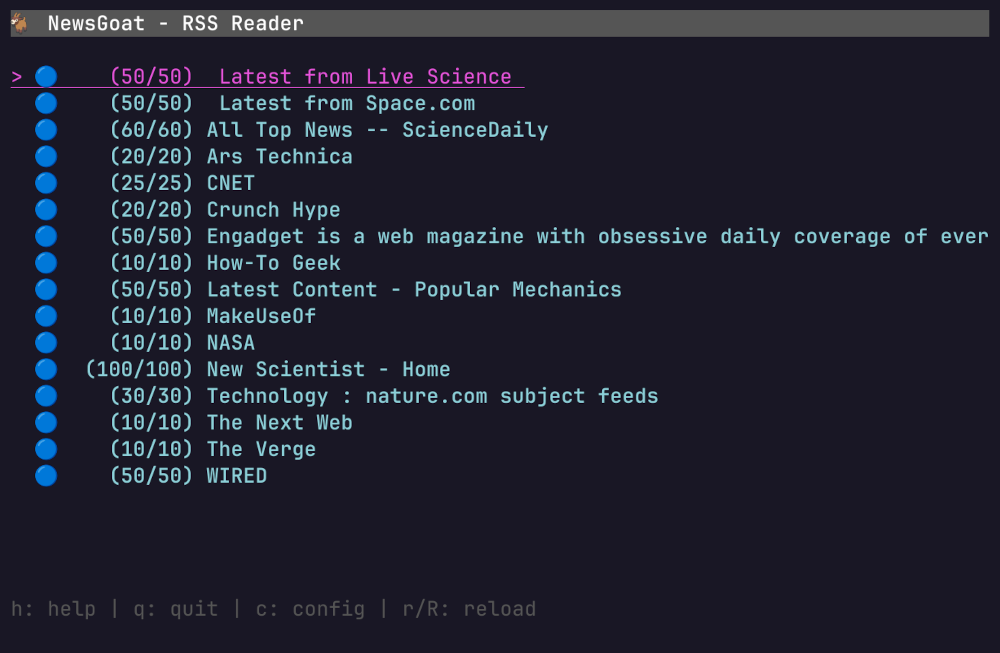 NewsGoat - RSS Reader
> (50/50) Latest from Live Science
(50/50) Latest from Space.com
(60/60) All Top News -- ScienceDaily
(20/20) Ars Technica
(25/25) CNET
(20/20) Crunch Hype
(50/50) Engadget is a web magazine with obsessive daily coverage of ever
(10/10) How-To Geek
(50/50) Latest Content - Popular Mechanics
(10/10) MakeUseOf
(10/10) NASA
(100/100) New Scientist - Home
(30/30) Technology : nature.com subject feeds
(10/10) The Next Web
(10/10) The Verge
(50/50) WIRED
h: help | q: quit | c: config | r/R: reload